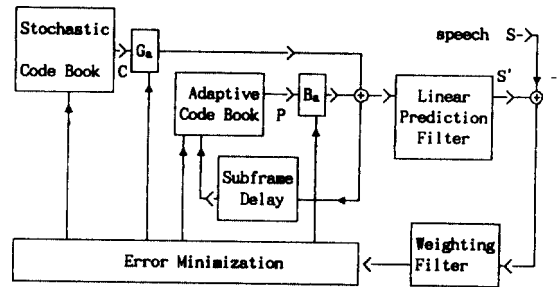 Stochastic
Code Book
C
Ga
speech S-
Adaptive
Code Book
P
Ba
S'
-
Linear
Prediction
Filter
Subframe
Delay
Error Minimization
Weighting
Filter